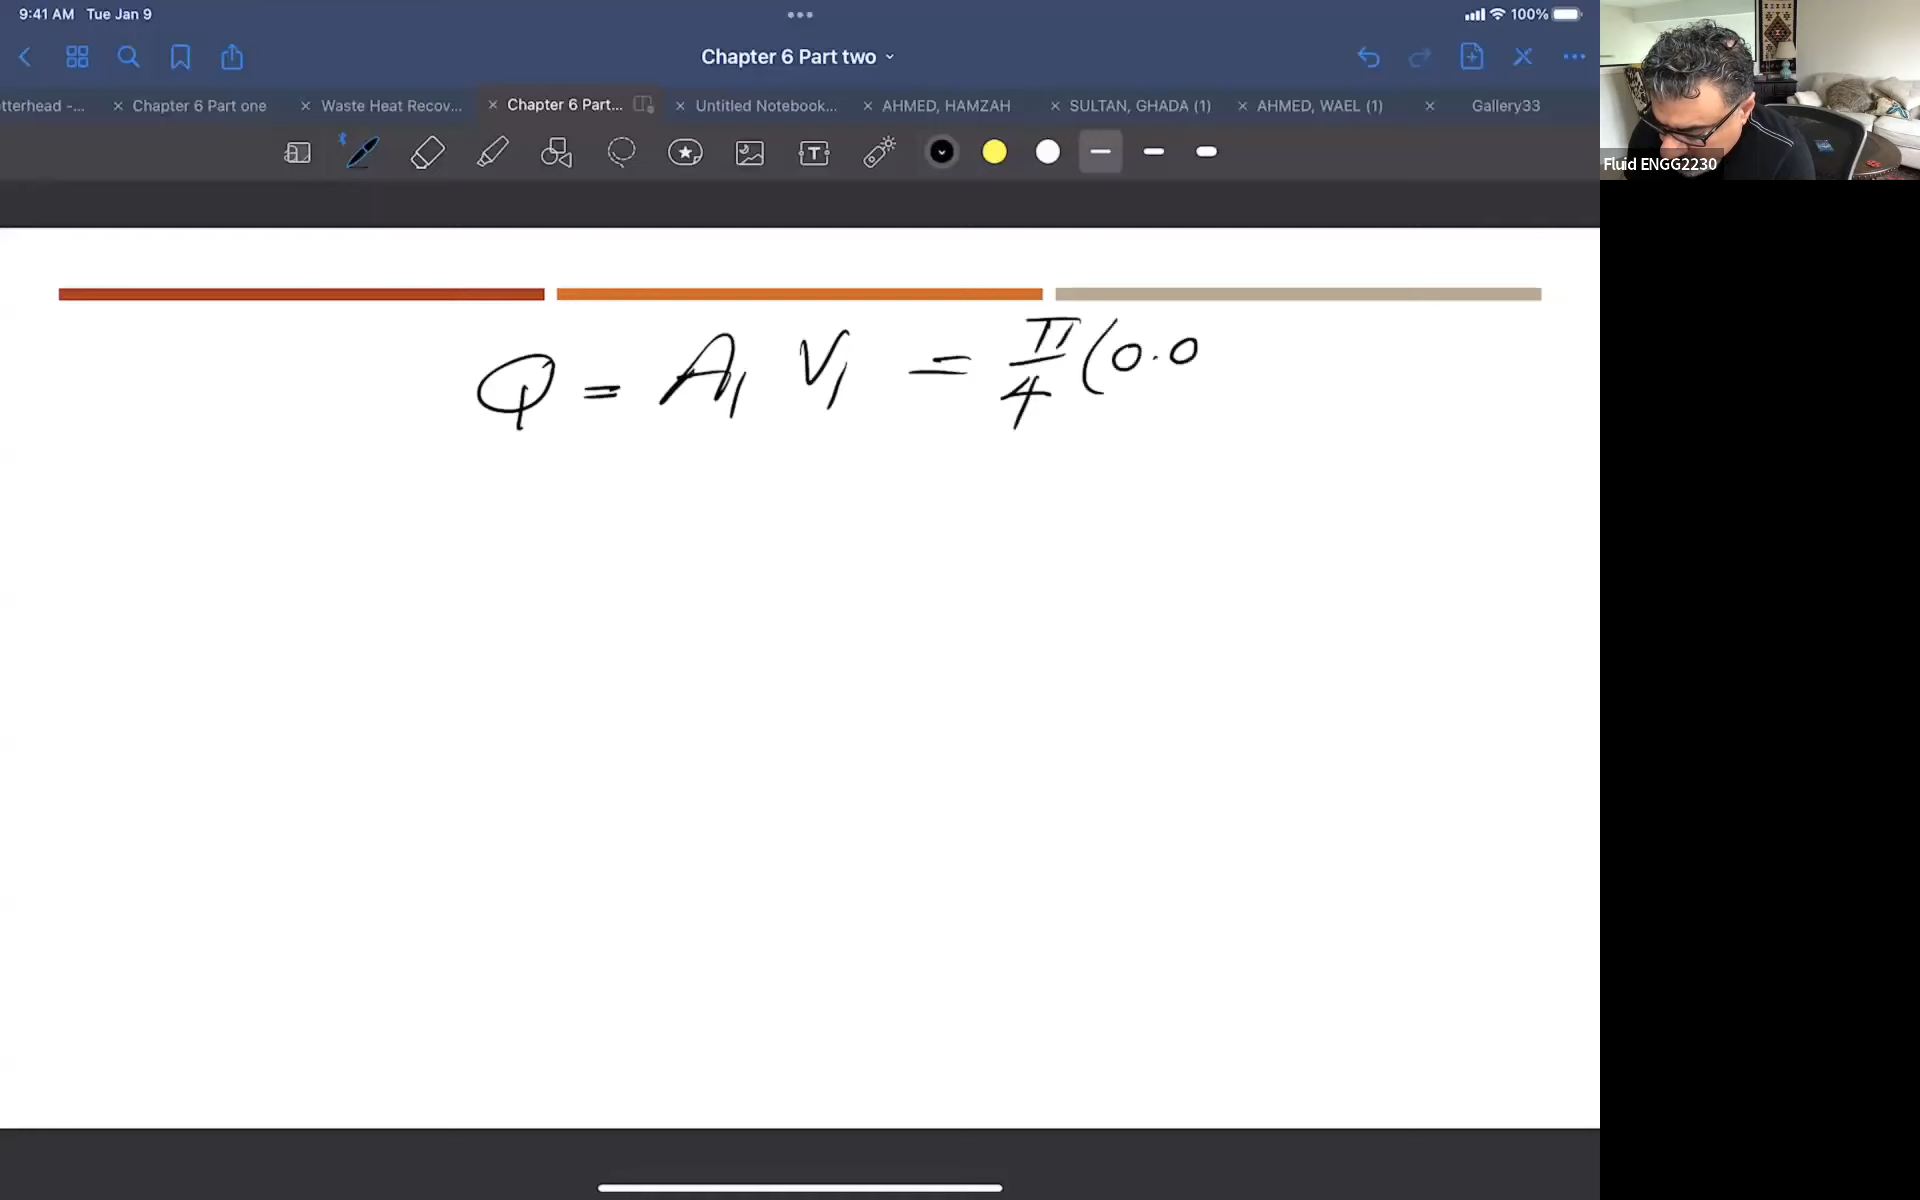 9:41 AM Tue Jan 9
100%
Chapter 6 Part two
tterhead -...
Chapter 6 Part one
Waste Heat Recov...
Chapter 6 Part...
Untitled Notebook...
AHMED, HAMZAH
SULTAN, GHADA (1)
AHMED, WAEL (1)
Gallery33
T
Fluid ENGG2230
Q = A₁ V₁ = π/4 (0.0